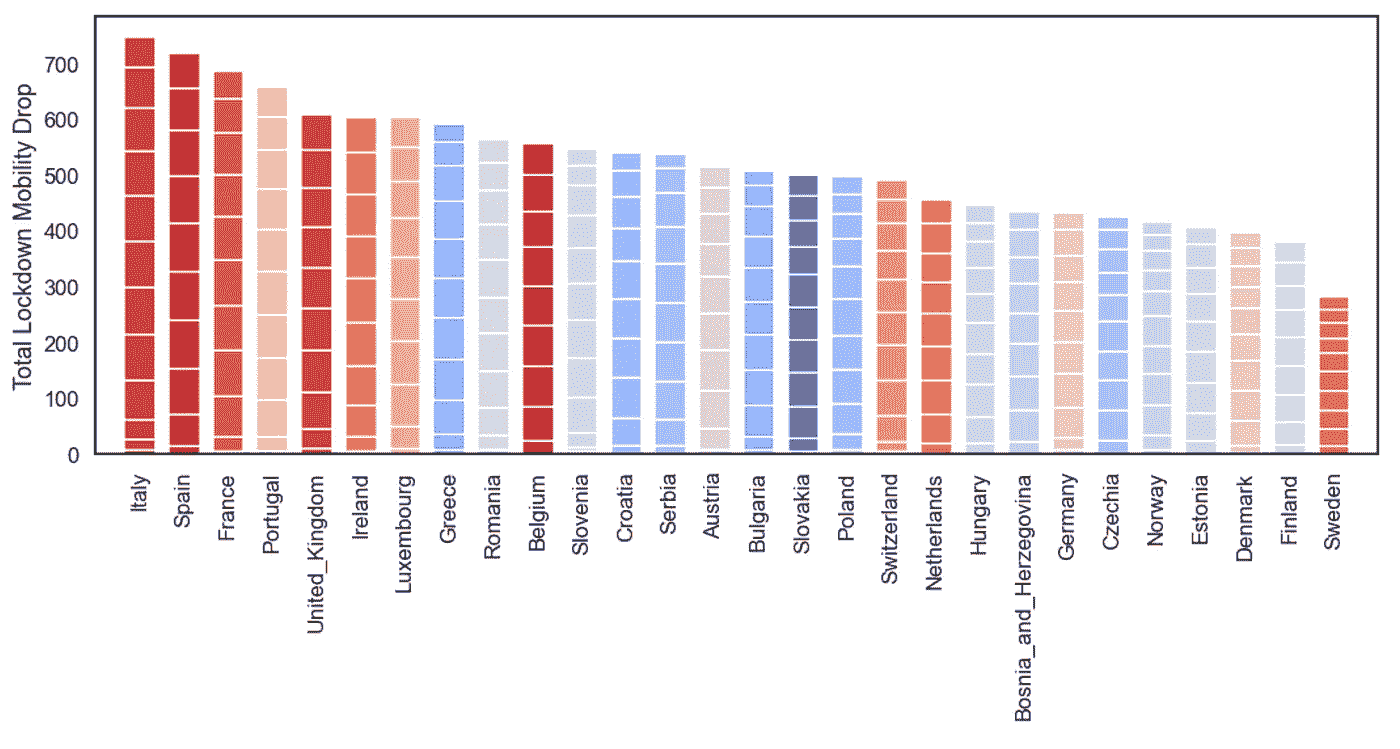 Total Lockdown Mobility Drop
700
600
500
400
300
200
100
0
Italy
Spain
France
Portugal
United_Kingdom
Ireland
Luxembourg
Greece
Romania
Belgium
Slovenia
Croatia
Serbia
Austria
Bulgaria
Slovakia
Poland
Switzerland
Netherlands
Hungary
Bosnia_and_Herzegovina
Germany
Czechia
Norway
Estonia
Denmark
Finland
Sweden